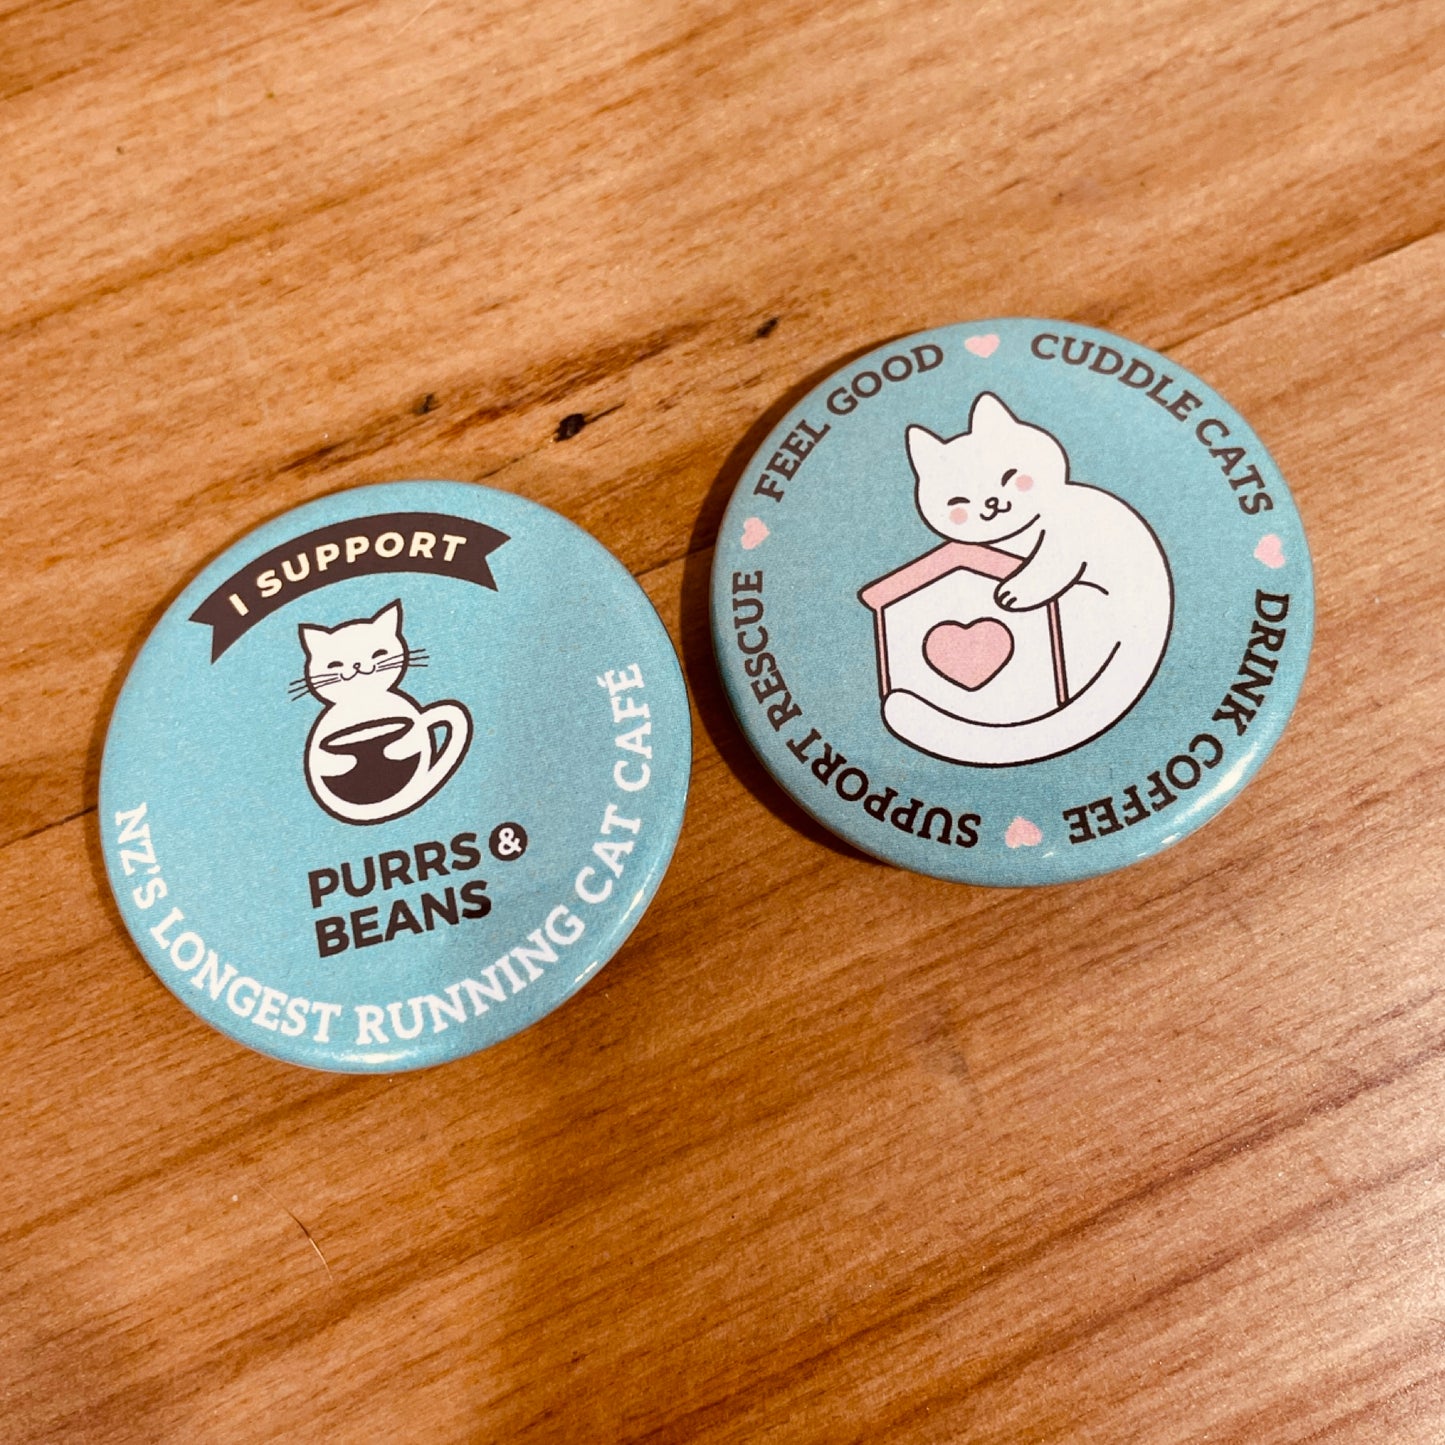 I SUPPORT
PURRS &
BEANS
NZ'S LONGEST RUNNING CAT CAFÉ
FEEL GOOD
CUDDLE CATS
DRINK COFFEE
SUPPORT RESCUE